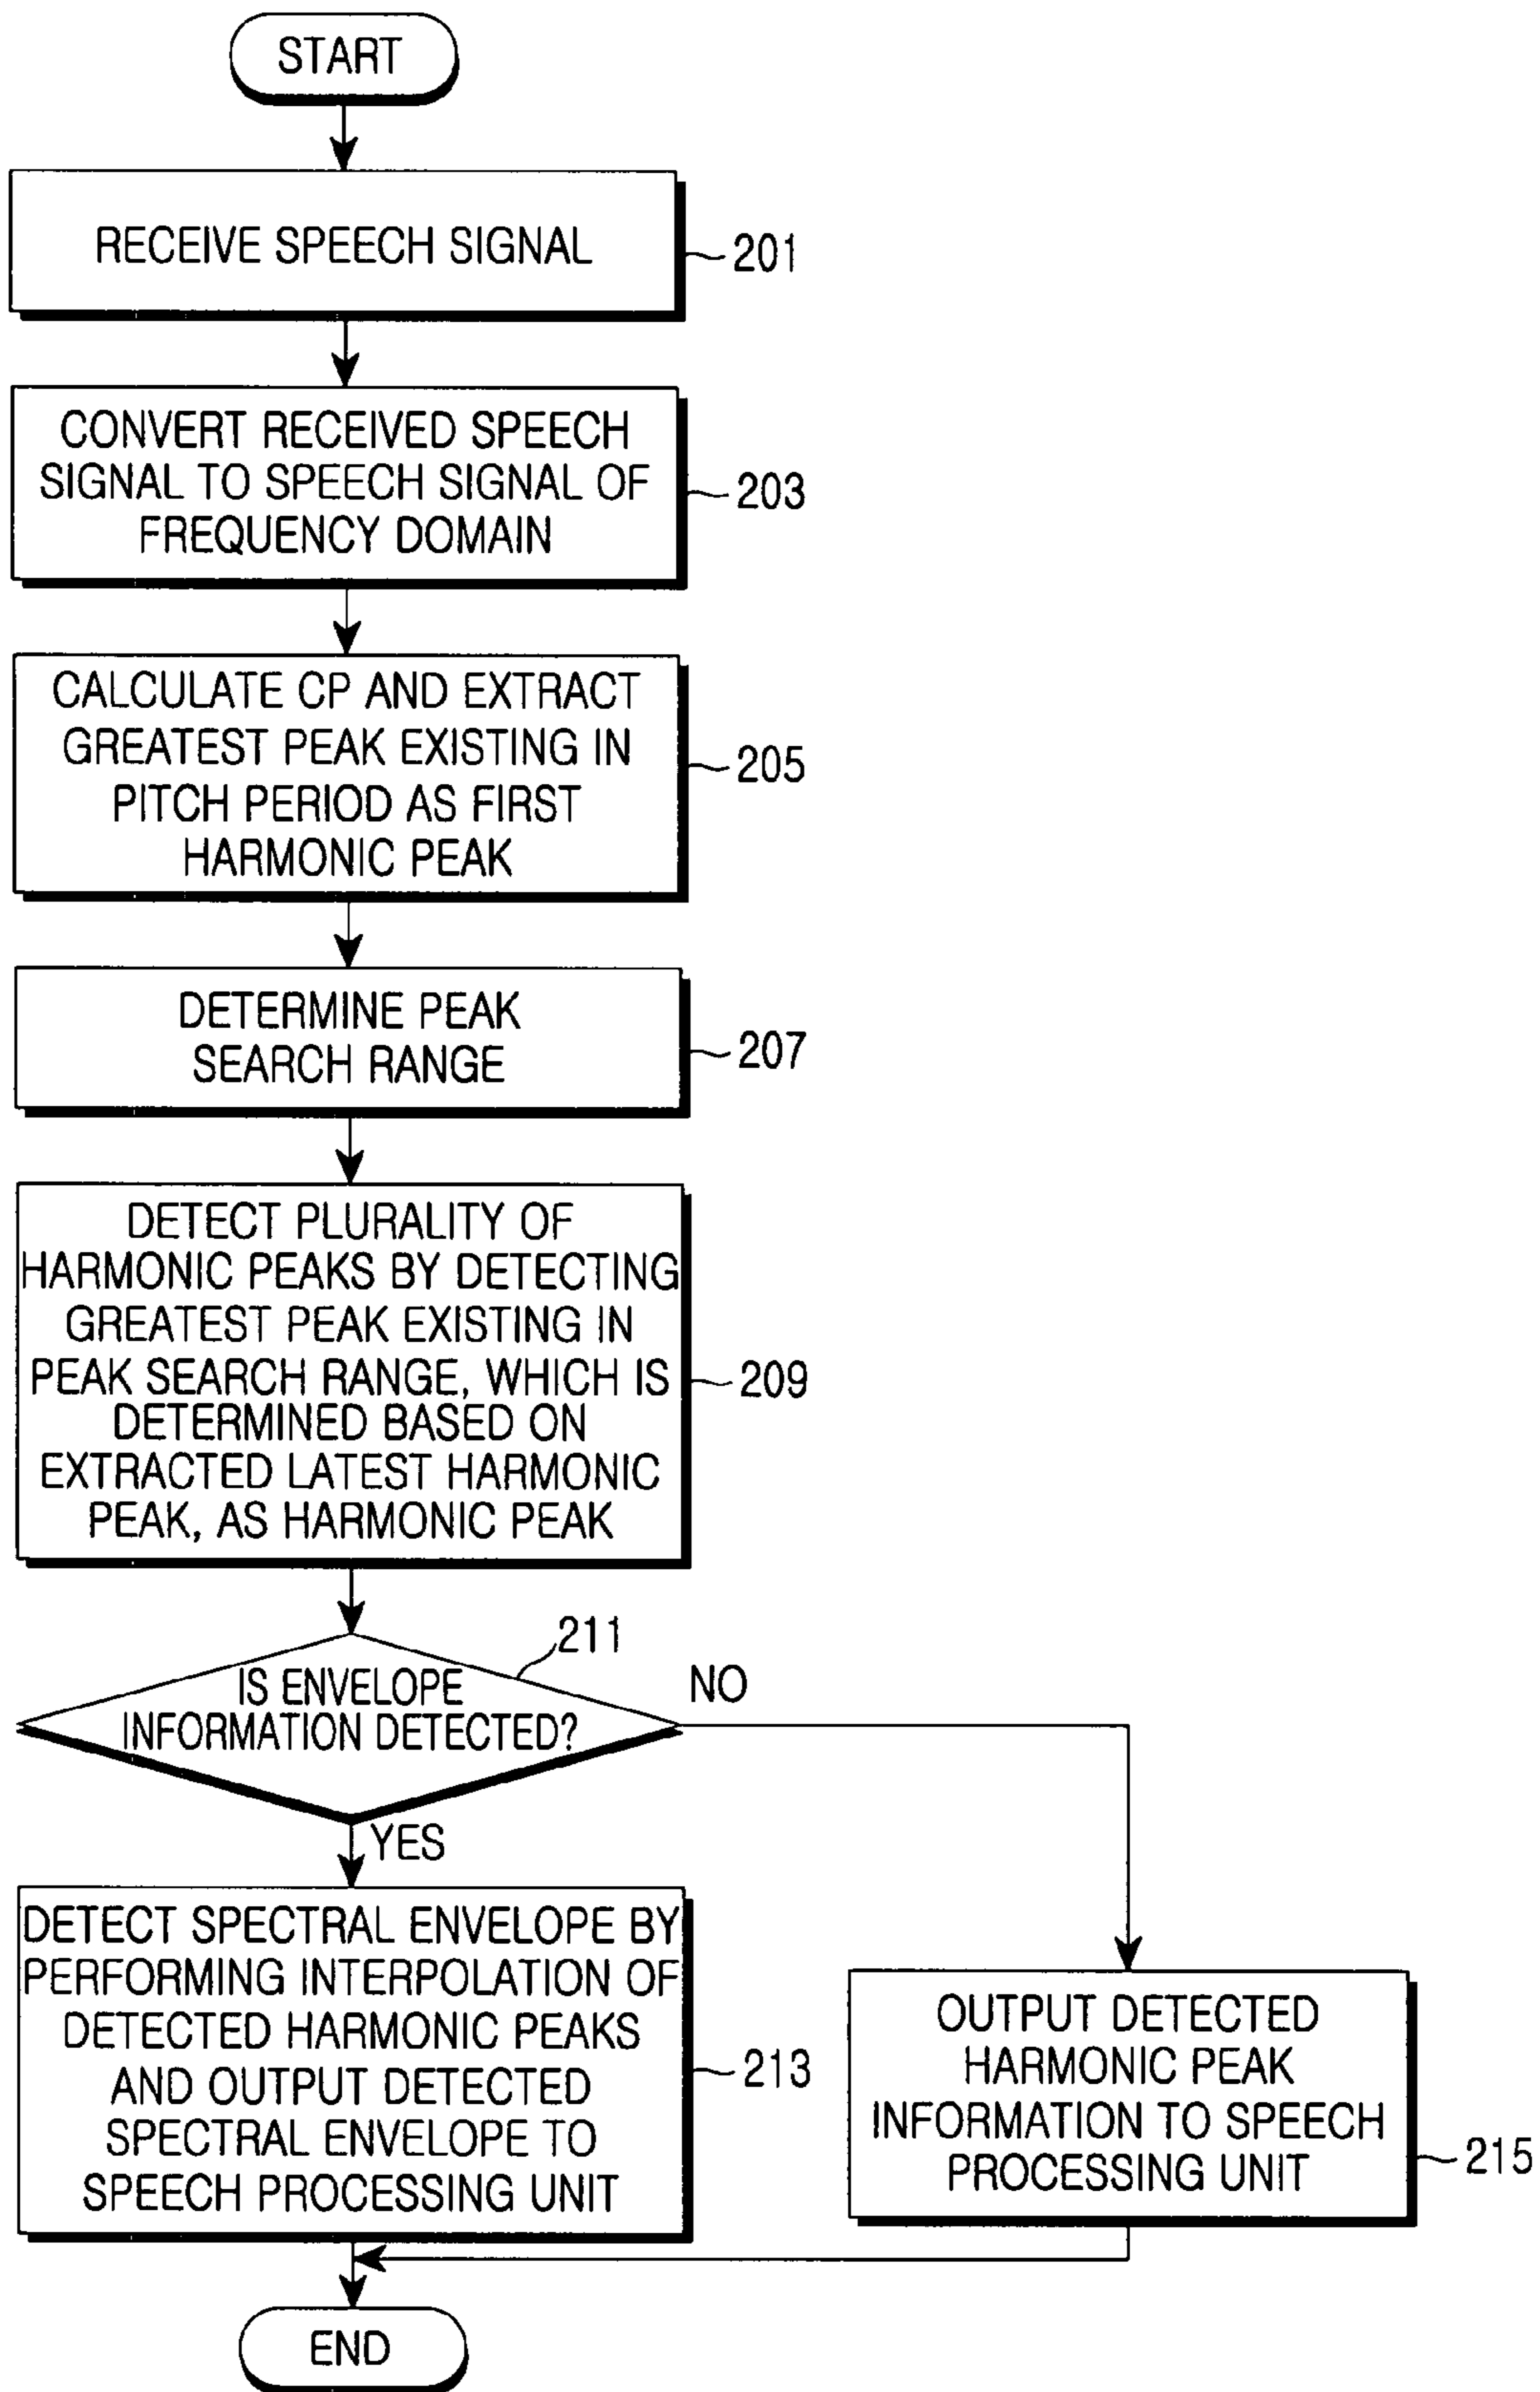 START
RECEIVE SPEECH SIGNAL
201
CONVERT RECEIVED SPEECH
SIGNAL TO SPEECH SIGNAL OF
FREQUENCY DOMAIN
203
CALCULATE CP AND EXTRACT
GREATEST PEAK EXISTING IN
PITCH PERIOD AS FIRST
HARMONIC PEAK
205
DETERMINE PEAK
SEARCH RANGE
207
DETECT PLURALITY OF
HARMONIC PEAKS BY DETECTING
GREATEST PEAK EXISTING IN
PEAK SEARCH RANGE, WHICH IS
DETERMINED BASED ON
EXTRACTED LATEST HARMONIC
PEAK, AS HARMONIC PEAK
209
211
IS ENVELOPE
INFORMATION DETECTED?
NO
YES
DETECT SPECTRAL ENVELOPE BY
PERFORMING INTERPOLATION OF
DETECTED HARMONIC PEAKS
AND OUTPUT DETECTED
SPECTRAL ENVELOPE TO
SPEECH PROCESSING UNIT
213
OUTPUT DETECTED
HARMONIC PEAK
INFORMATION TO SPEECH
PROCESSING UNIT
215
END